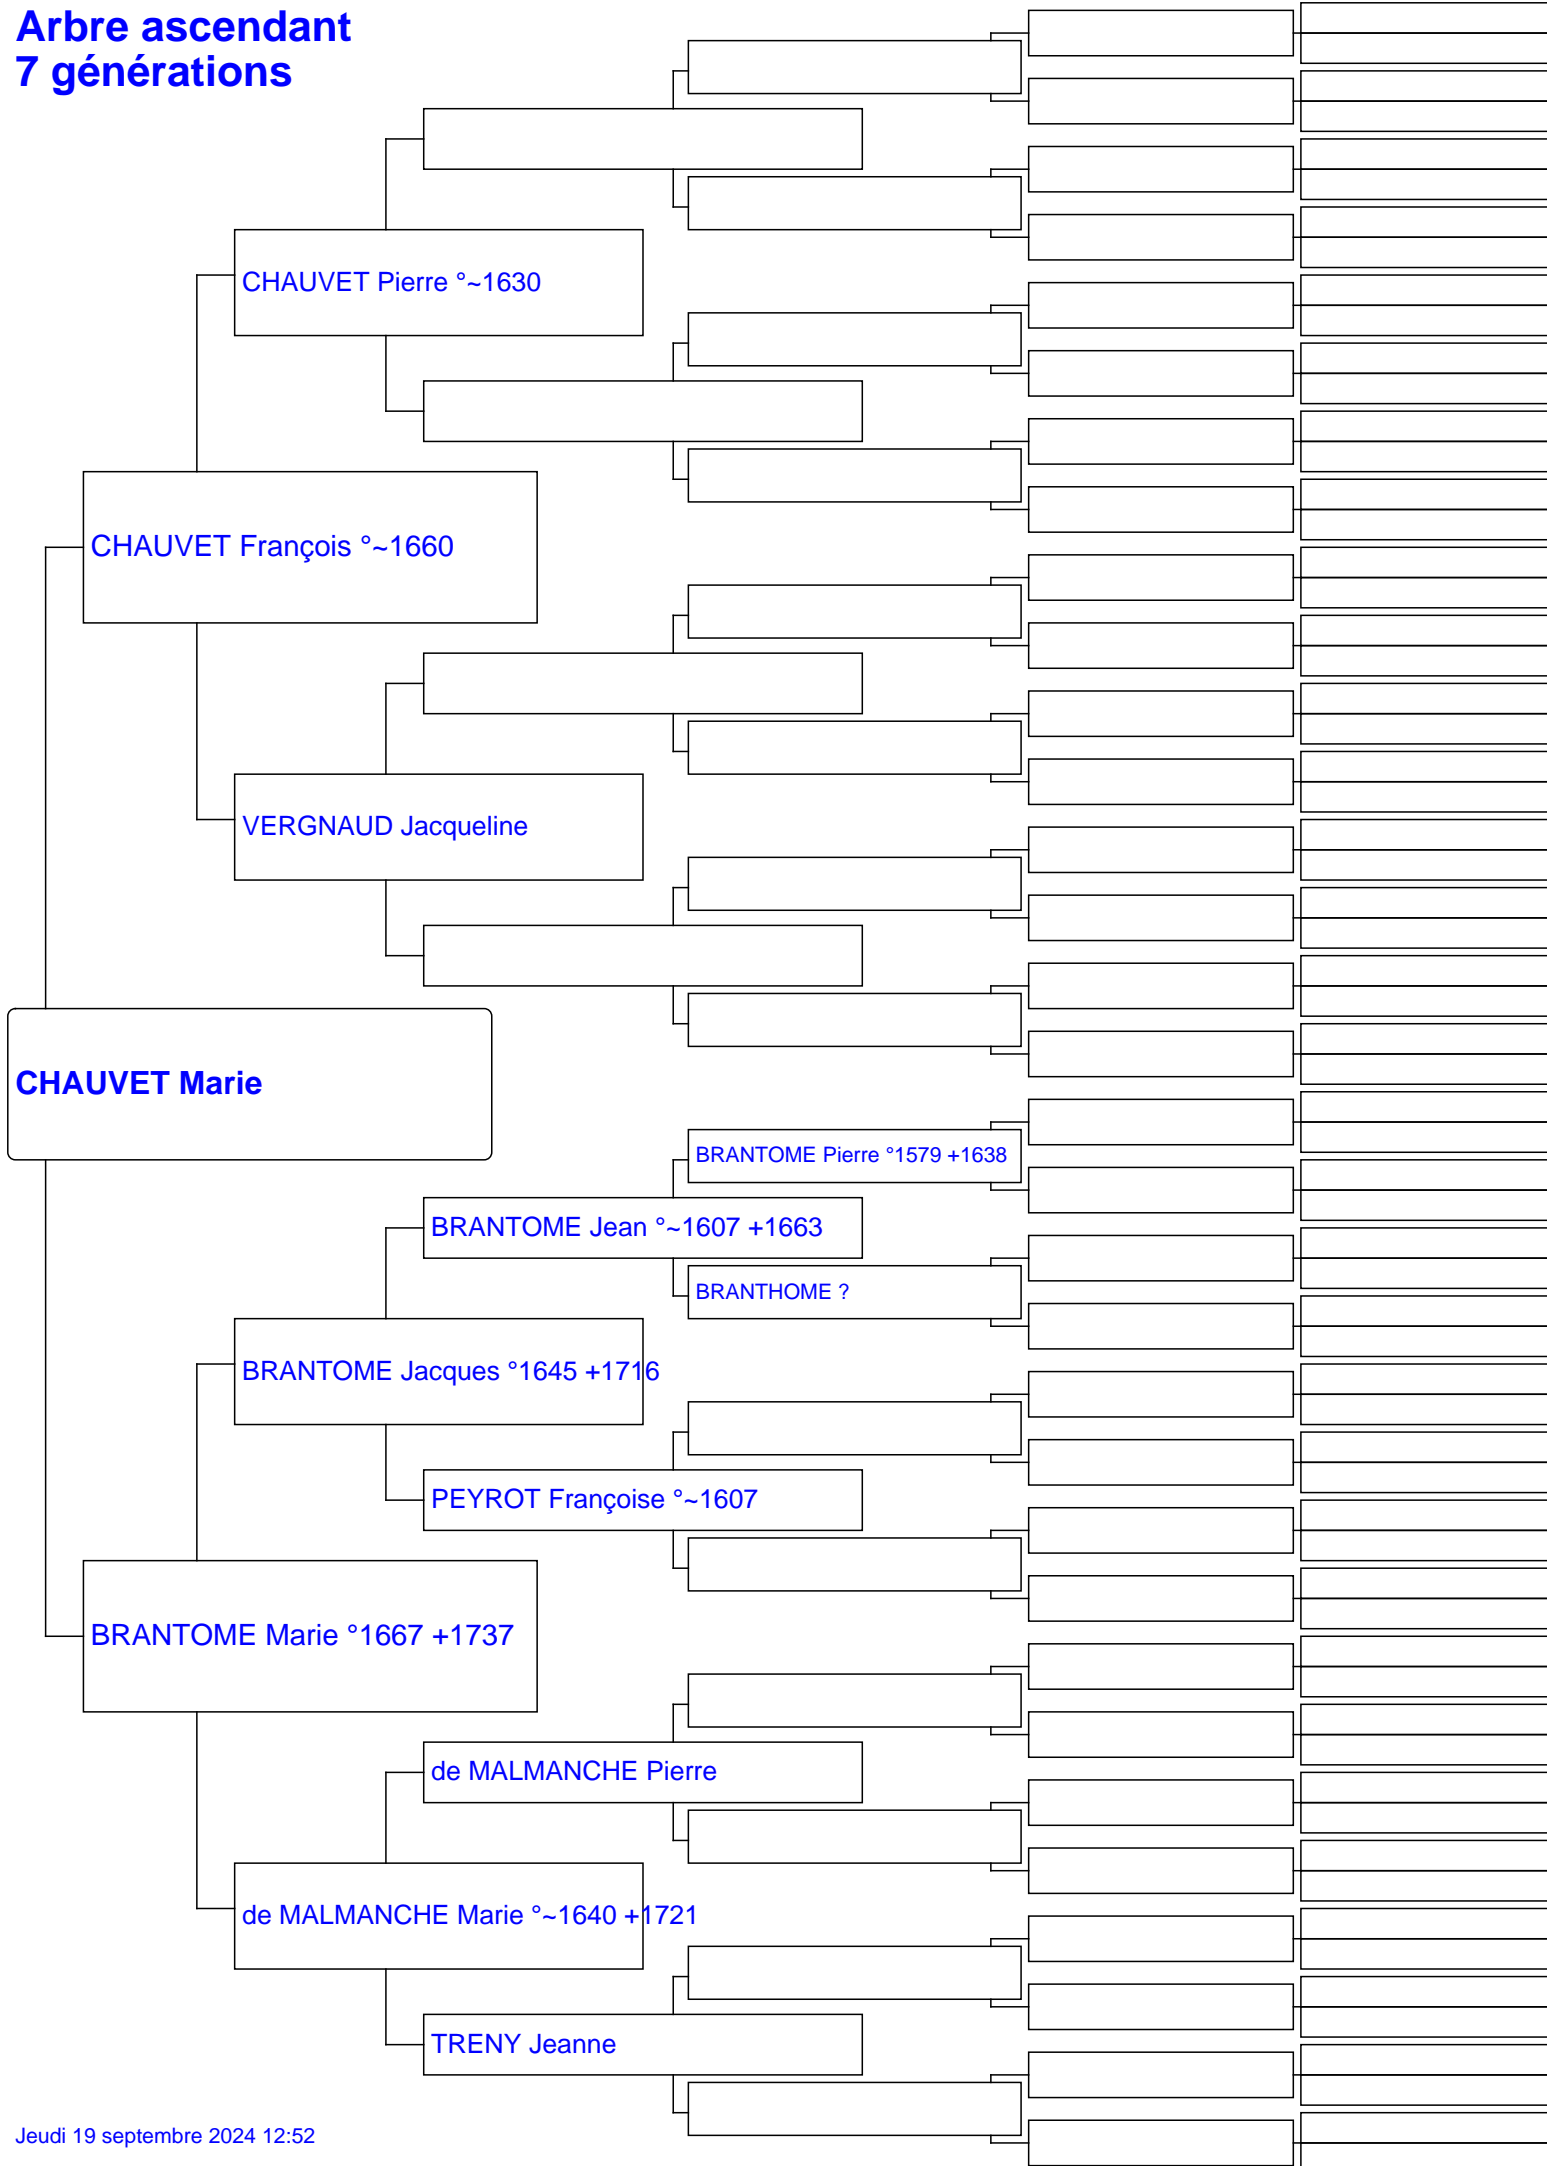 Arbre ascendant
7 générations
CHAUVET Pierre °~1630
CHAUVET François °~1660
VERGNAUD Jacqueline
CHAUVET Marie
BRANTOME Pierre °1579 +1638
BRANTOME Jean °~1607 +1663
BRANTHOME ?
BRANTOME Jacques °1645 +1716
PEYROT Françoise °~1607
BRANTOME Marie °1667 +1737
de MALMANCHE Pierre
de MALMANCHE Marie °~1640 +1721
TRENY Jeanne
Jeudi 19 septembre 2024 12:52